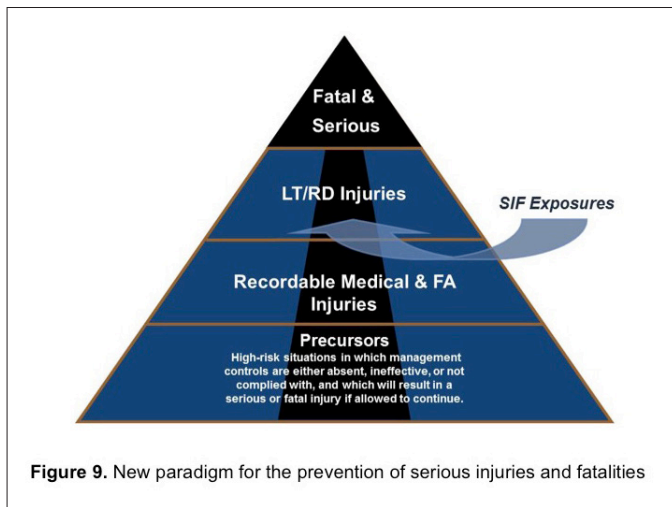 Fatal &
Serious
LT/RD Injuries
SIF Exposures
Recordable Medical & FA
Injuries
Precursors
High-risk situations in which management
controls are either absent, ineffective, or not
complied with, and which will result in a
serious or fatal injury if allowed to continue.
Figure 9. New paradigm for the prevention of serious injuries and fatalities